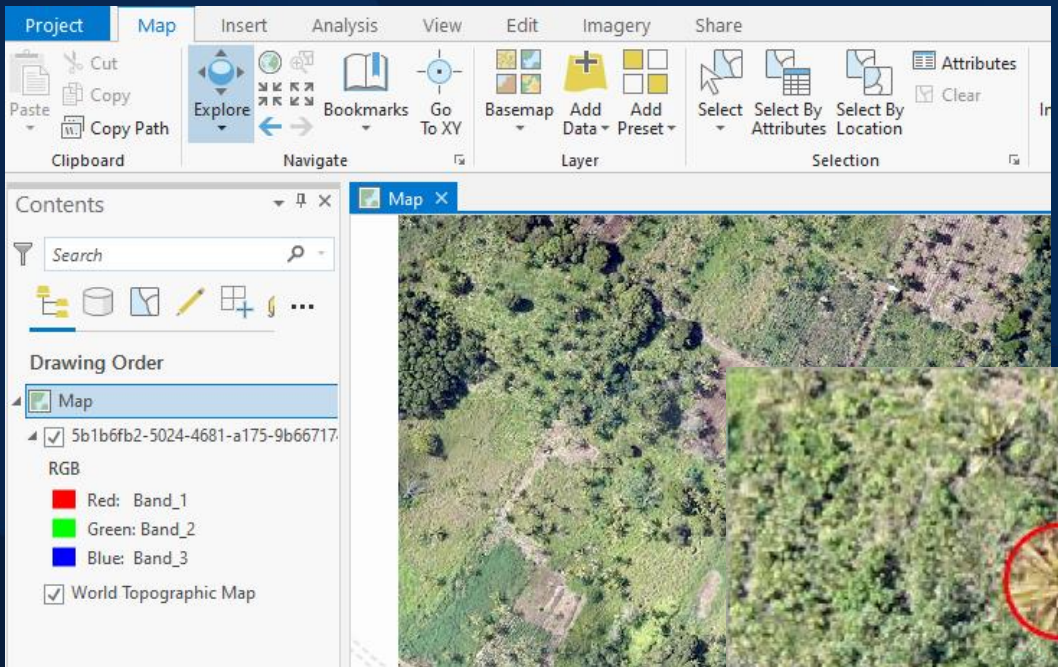 Project Map Insert Analysis View Edit Imagery Share
Cut
Copy
Paste
Copy Path
Clipboard
Explore
Bookmarks
Go
To XY
Navigate
Basemap
Add
Data
Add
Preset
Layer
Select
Select By
Attributes
Select By
Location
Attributes
Clear
Selection
Contents
Search
Drawing Order
Map
5b1b6fb2-5024-4681-a175-9b66717
RGB
Red: Band_1
Green: Band_2
Blue: Band_3
World Topographic Map
Map